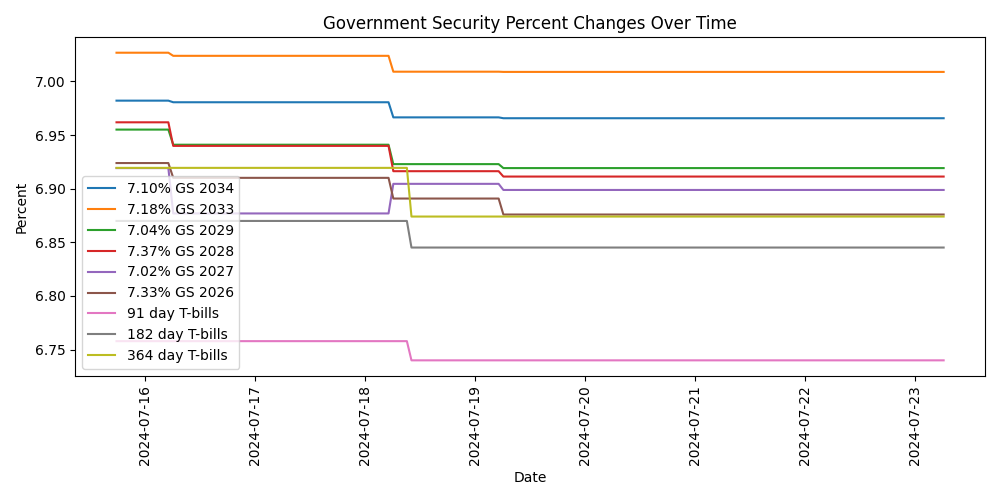 Government Security Percent Changes Over Time
Percent
7.00
6.95
6.90
6.85
6.80
6.75
7.10% GS 2034
7.18% GS 2033
7.04% GS 2029
7.37% GS 2028
7.02% GS 2027
7.33% GS 2026
91 day T-bills
182 day T-bills
364 day T-bills
2024-07-16
2024-07-17
2024-07-18
2024-07-19
2024-07-20
2024-07-21
2024-07-22
2024-07-23
Date